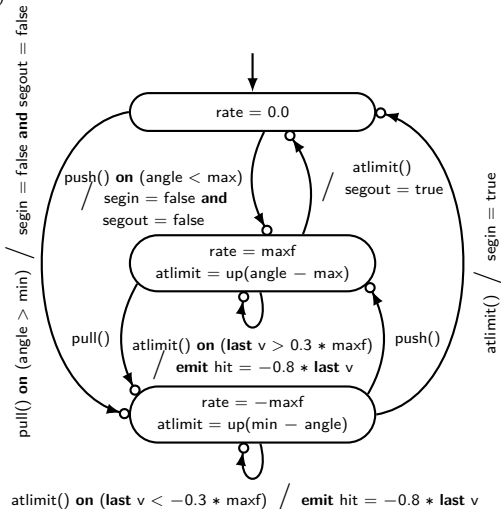 pull() on (angle > min) / segin = false and segout = false
rate = 0.0
push() on (angle < max)
/ segin = false and
segout = false
atlimit()
/ segout = true
rate = maxf
atlimit = up(angle − max)
pull()
atlimit() on (last v > 0.3 * maxf)
/ emit hit = −0.8 * last v
push()
atlimit() / segin = true
rate = −maxf
atlimit = up(min − angle)
atlimit() on (last v < −0.3 * maxf) / emit hit = −0.8 * last v